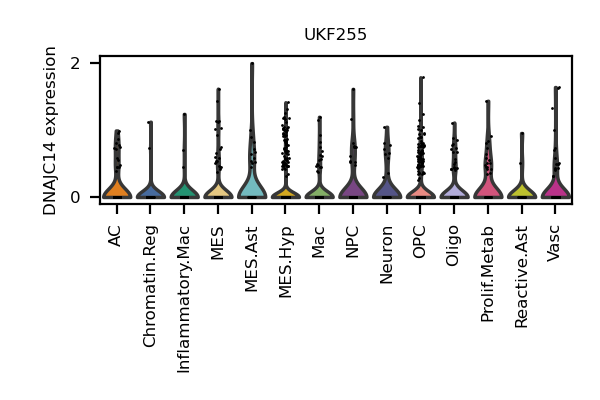 UKF255
DNAJC14 expression
2
0
AC
Chromatin.Reg
Inflammatory.Mac
MES
MES.Ast
MES.Hyp
Mac
NPC
Neuron
OPC
Oligo
Prolif.Metab
Reactive.Ast
Vasc